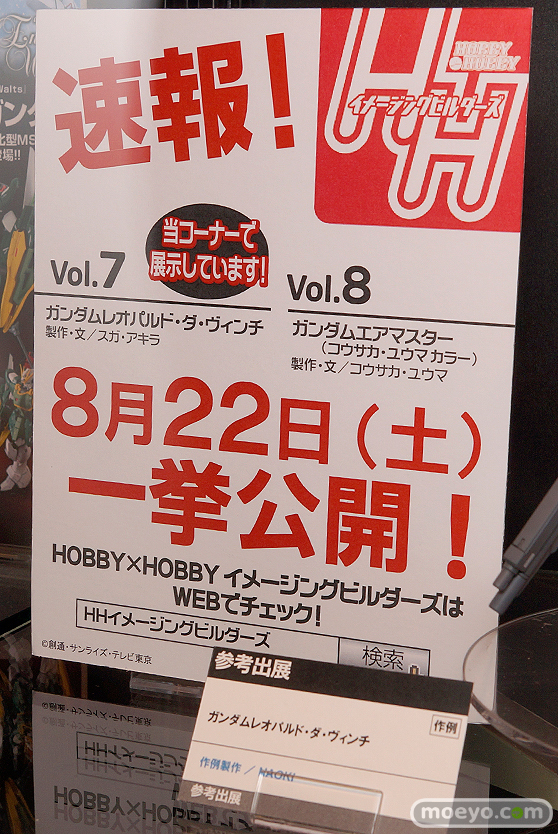 速報!
HOBBY
HOBBY
イメージングビルダーズ
HH
Vol.7
当コーナーで
展示しています!
ガンダムレオパルド・ダ・ヴィンチ
製作・文/スガ・アキラ
Vol.8
ガンダムエアマスター
(コウサカ・ユウマカラー)
製作・文/コウサカ・ユウマ
8月22日(土)
一挙公開!
HOBBY×HOBBY イメージングビルダーズは
WEBでチェック!
HHイメージングビルダーズ
検索
©創通・サンライズ・テレビ東京
参考出展
ガンダムレオパルド・ダ・ヴィンチ
作例
作例製作 / NAOKI
参考出展
moeyo.com